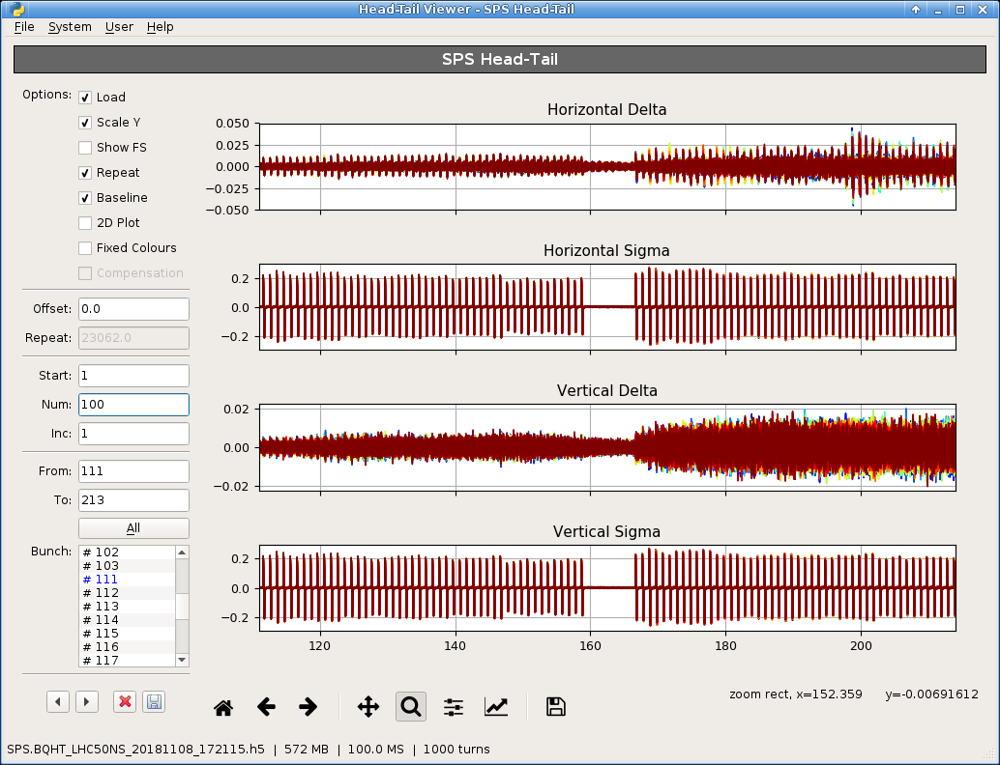 Head-Tail Viewer - SPS Head-Tail
File System User Help
SPS Head-Tail
Options: Load
Scale Y
Show FS
Repeat
Baseline
2D Plot
Fixed Colours
Compensation
Offset: 0.0
Repeat: 23062.0
Start: 1
Num: 100
Inc: 1
From: 111
To: 213
All
Bunch: # 102
# 103
# 111
# 112
# 113
# 114
# 115
# 116
# 117
Horizontal Delta
0.050
0.025
0.000
−0.025
−0.050
Horizontal Sigma
0.2
0.0
−0.2
Vertical Delta
0.02
0.00
−0.02
Vertical Sigma
0.2
0.0
−0.2
120 140 160 180 200
zoom rect, x=152.359 y=-0.00691612
SPS.BQHT_LHC50NS_20181108_172115.h5 | 572 MB | 100.0 MS | 1000 turns